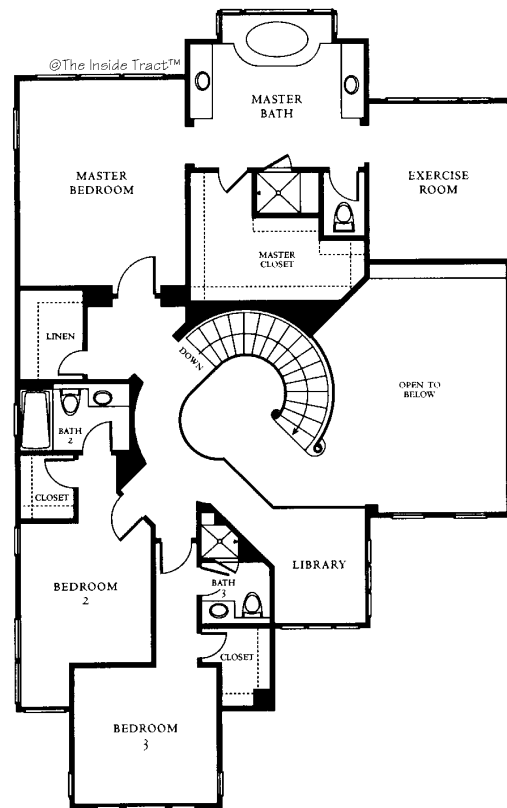 ©The Inside Tract™
MASTER
BATH
MASTER
BEDROOM
EXERCISE
ROOM
MASTER
CLOSET
LINEN
DOWN
OPEN TO
BELOW
BATH
2
CLOSET
BEDROOM
2
LIBRARY
BATH
3
CLOSET
BEDROOM
3